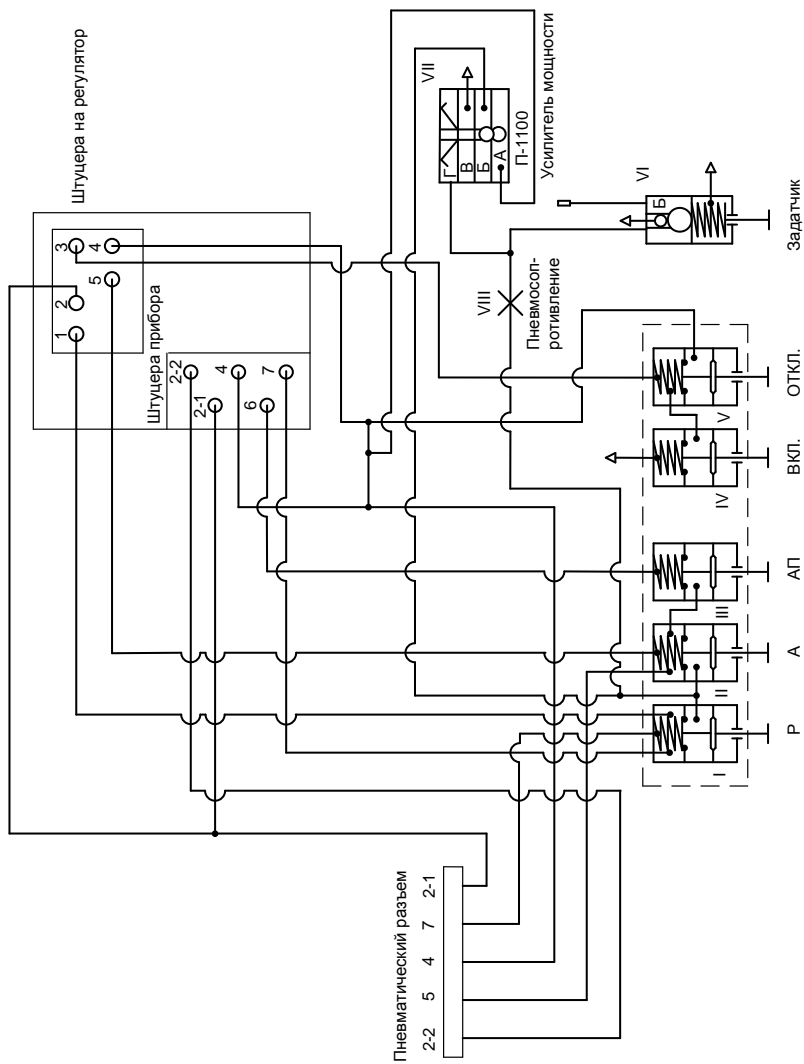 Штуцера на регулятор
1
2
3
5
4
Штуцера прибора
2-2
2-1
4
6
7
VII
Г
В
Б
А
П-1100
Усилитель мощности
VI
Б
Задатчик
VIII
Пневмосоп-
ротивление
Пневматический разъем
2-2
5
4
7
2-1
I
II
III
IV
V
Р
А
АП
ВКЛ.
ОТКЛ.